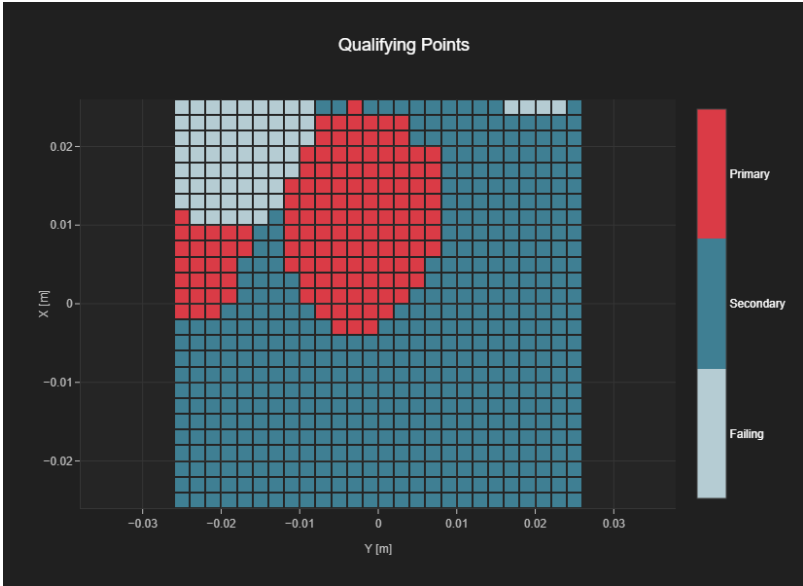 Qualifying Points
0.02
0.01
0
−0.01
−0.02
X [m]
−0.03
−0.02
−0.01
0
0.01
0.02
0.03
Y [m]
Primary
Secondary
Failing